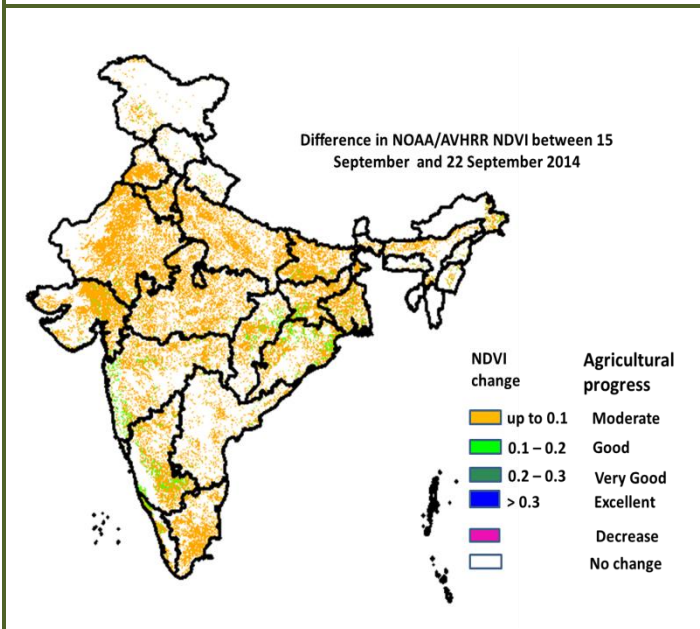 Difference in NOAA/AVHRR NDVI between 15
September and 22 September 2014
NDVI change
Agricultural progress
up to 0.1 Moderate
0.1 – 0.2 Good
0.2 – 0.3 Very Good
> 0.3 Excellent
Decrease
No change